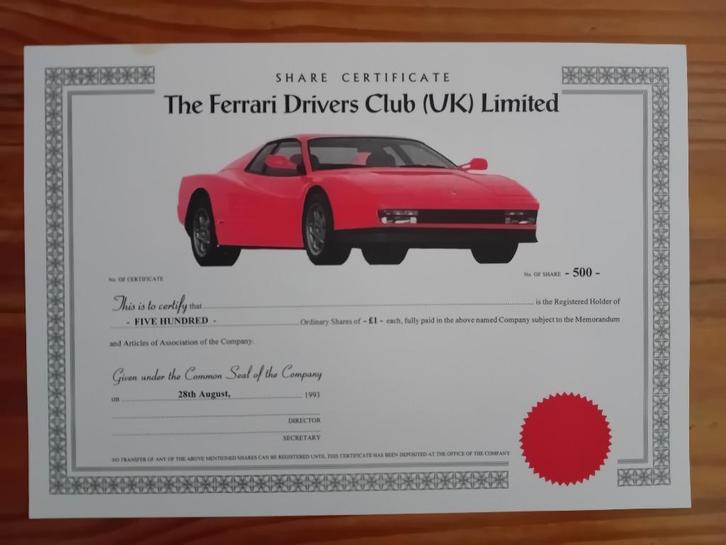 SHARE CERTIFICATE
The Ferrari Drivers Club (UK) Limited
No. OF CERTIFICATE
No. OF SHARE - 500 -
This is to certify that is the Registered Holder of
- FIVE HUNDRED - Ordinary Shares of - £1 - each, fully paid in the above named Company subject to the Memorandum
and Articles of Association of the Company.
Given under the Common Seal of the Company
on 28th August, 1993
DIRECTOR
SECRETARY
NO TRANSFER OF ANY OF THE ABOVE MENTIONED SHARES CAN BE REGISTERED UNTIL THIS CERTIFICATE HAS BEEN DEPOSITED AT THE OFFICE OF THE COMPANY